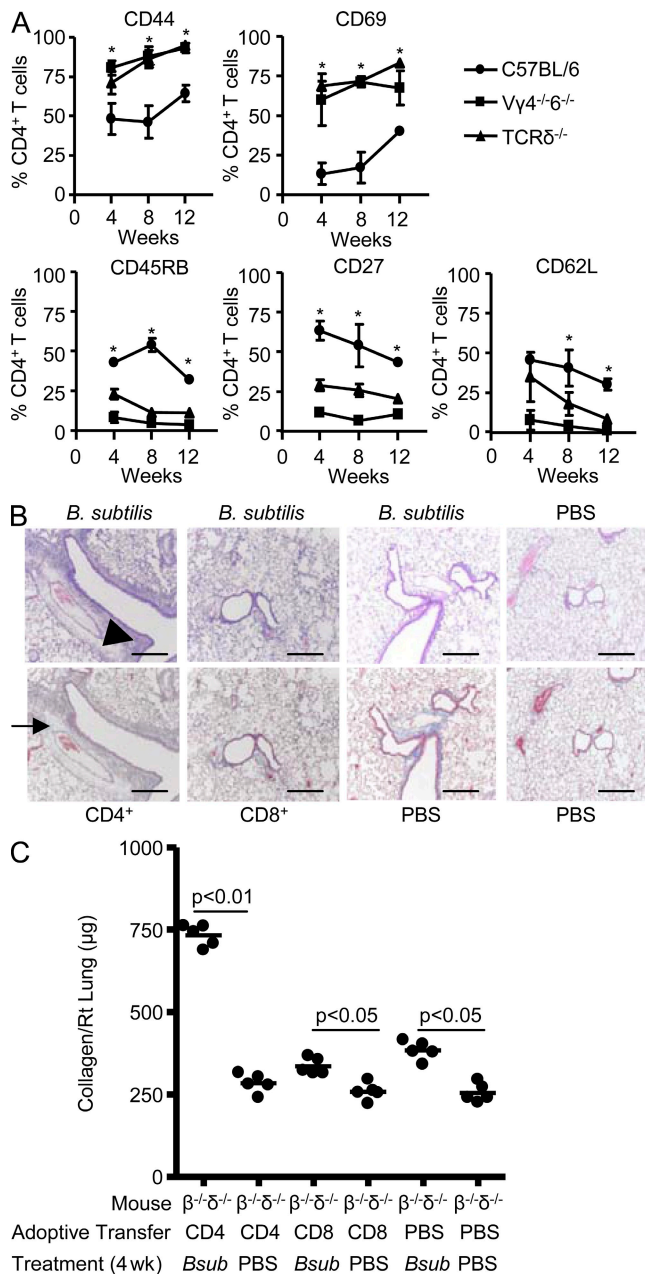 A
CD44
% CD4⁺ T cells
100
75
50
25
0
0 4 8 12
Weeks
* * *
CD69
% CD4⁺ T cells
100
75
50
25
0
0 4 8 12
Weeks
* * *
C57BL/6
Vγ4⁻/⁻6⁻/⁻
TCRδ⁻/⁻
CD45RB
% CD4⁺ T cells
100
75
50
25
0
0 4 8 12
Weeks
* * *
CD27
% CD4⁺ T cells
100
75
50
25
0
0 4 8 12
Weeks
* * *
CD62L
% CD4⁺ T cells
100
75
50
25
0
0 4 8 12
Weeks
* *
B
B. subtilis B. subtilis B. subtilis PBS
CD4⁺ CD8⁺ PBS PBS
C
Collagen/Rt Lung (μg)
1000
750
500
250
0
p<0.01
p<0.05
p<0.05
Mouse β⁻/⁻δ⁻/⁻ β⁻/⁻δ⁻/⁻ β⁻/⁻δ⁻/⁻ β⁻/⁻δ⁻/⁻ β⁻/⁻δ⁻/⁻ β⁻/⁻δ⁻/⁻
Adoptive Transfer CD4 CD4 CD8 CD8 PBS PBS
Treatment (4 wk) Bsub PBS Bsub PBS Bsub PBS